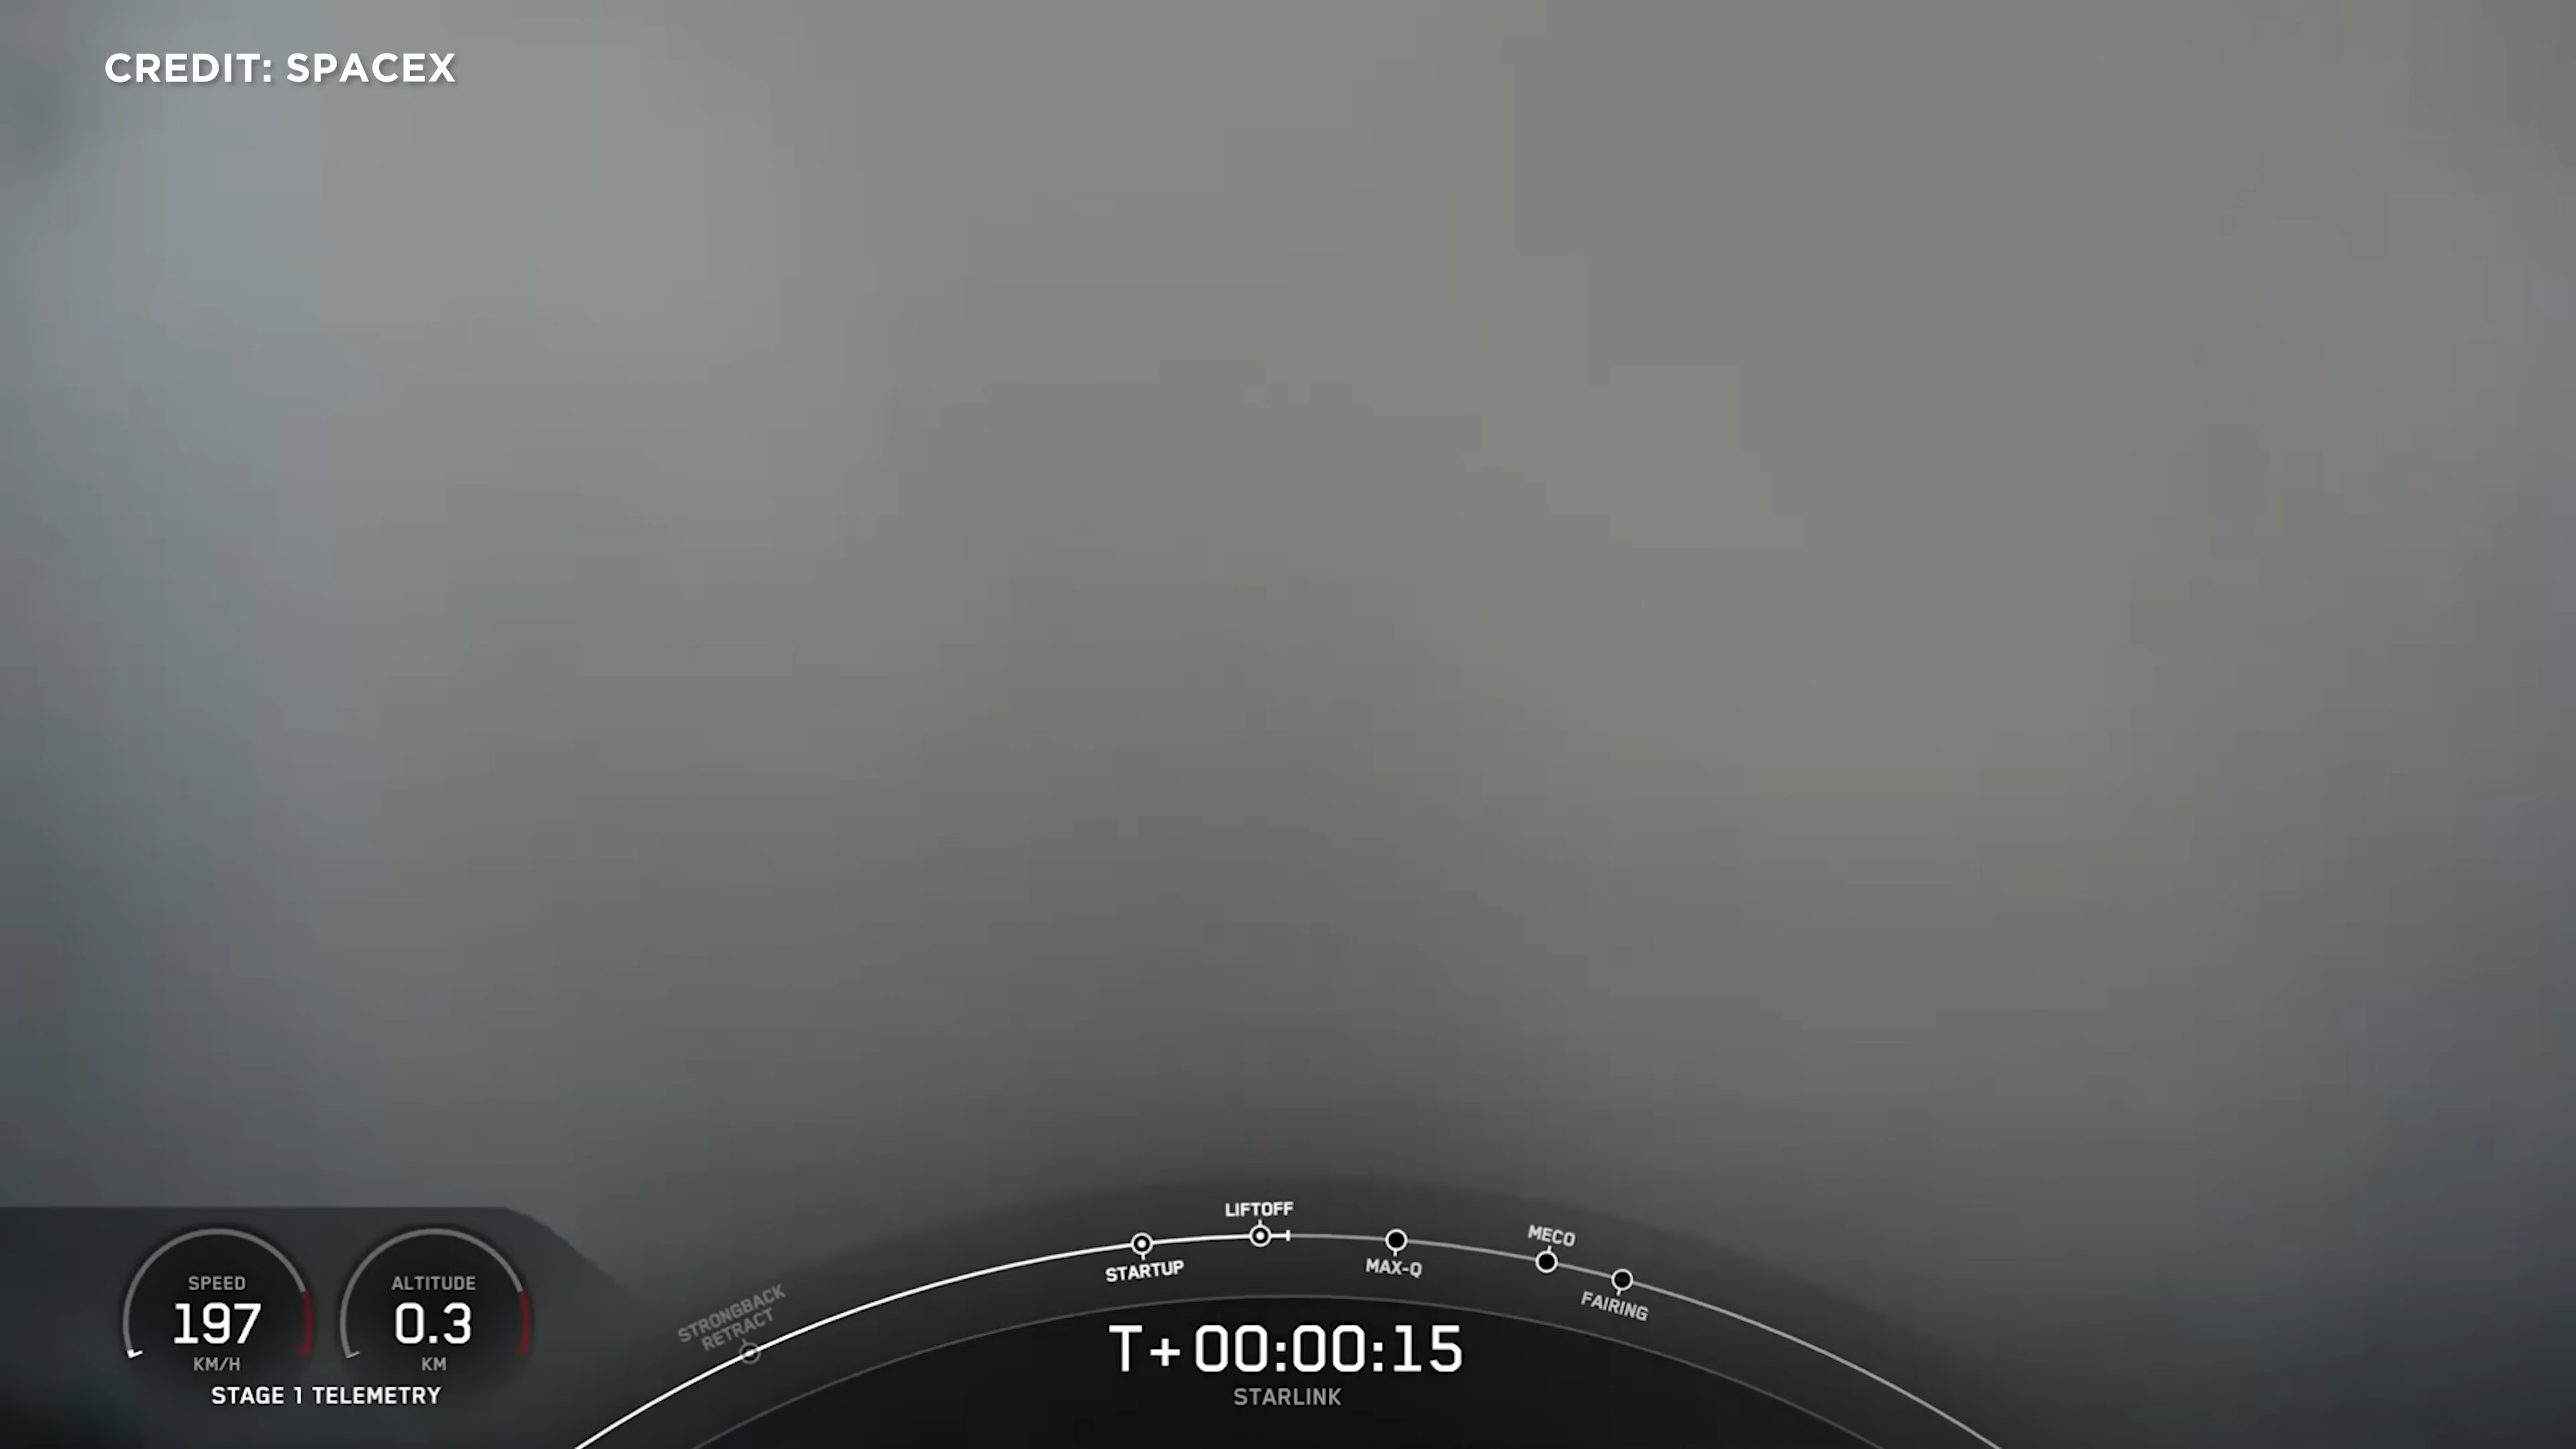 CREDIT: SPACEX
LIFTOFF
STARTUP
MAX-Q
MECO
FAIRING
STRONGBACK
RETRACT
SPEED
197
KM/H
ALTITUDE
0.3
KM
STAGE 1 TELEMETRY
T+00:00:15
STARLINK